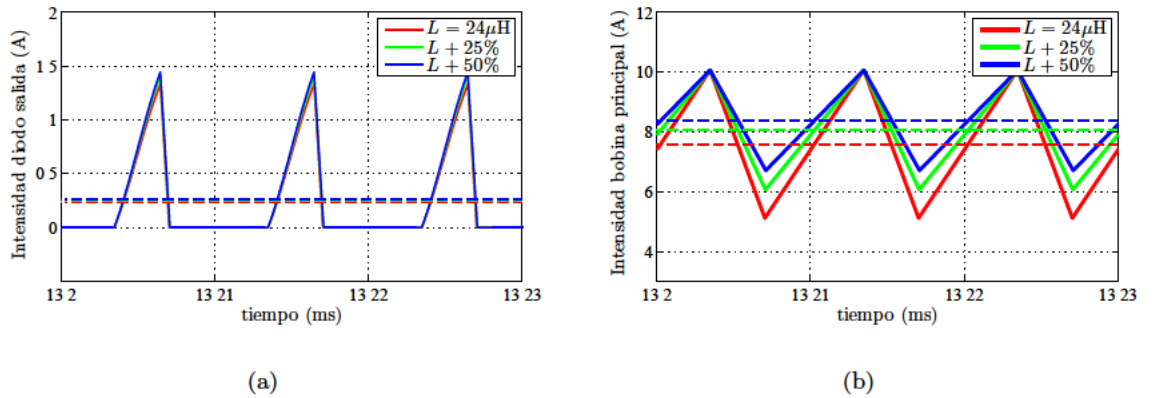 Intensidad diodo salida (A)
2
1 5
1
0 5
0
13 2
13 21
13 22
13 23
tiempo (ms)
L = 24μH
L + 25%
L + 50%
(a)
Intensidad bobina principal (A)
12
10
8
6
4
13 2
13 21
13 22
13 23
tiempo (ms)
L = 24μH
L + 25%
L + 50%
(b)